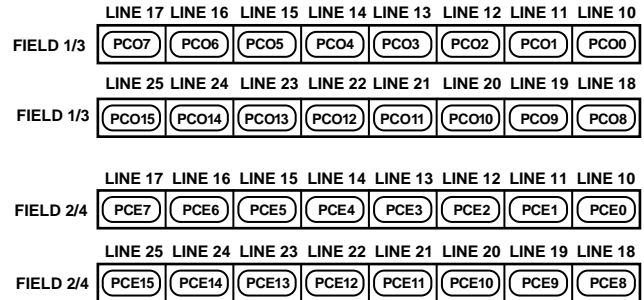 LINE 17 LINE 16 LINE 15 LINE 14 LINE 13 LINE 12 LINE 11 LINE 10
FIELD 1/3 PCO7 PCO6 PCO5 PCO4 PCO3 PCO2 PCO1 PCO0
LINE 25 LINE 24 LINE 23 LINE 22 LINE 21 LINE 20 LINE 19 LINE 18
FIELD 1/3 PCO15 PCO14 PCO13 PCO12 PCO11 PCO10 PCO9 PCO8
LINE 17 LINE 16 LINE 15 LINE 14 LINE 13 LINE 12 LINE 11 LINE 10
FIELD 2/4 PCE7 PCE6 PCE5 PCE4 PCE3 PCE2 PCE1 PCE0
LINE 25 LINE 24 LINE 23 LINE 22 LINE 21 LINE 20 LINE 19 LINE 18
FIELD 2/4 PCE15 PCE14 PCE13 PCE12 PCE11 PCE10 PCE9 PCE8